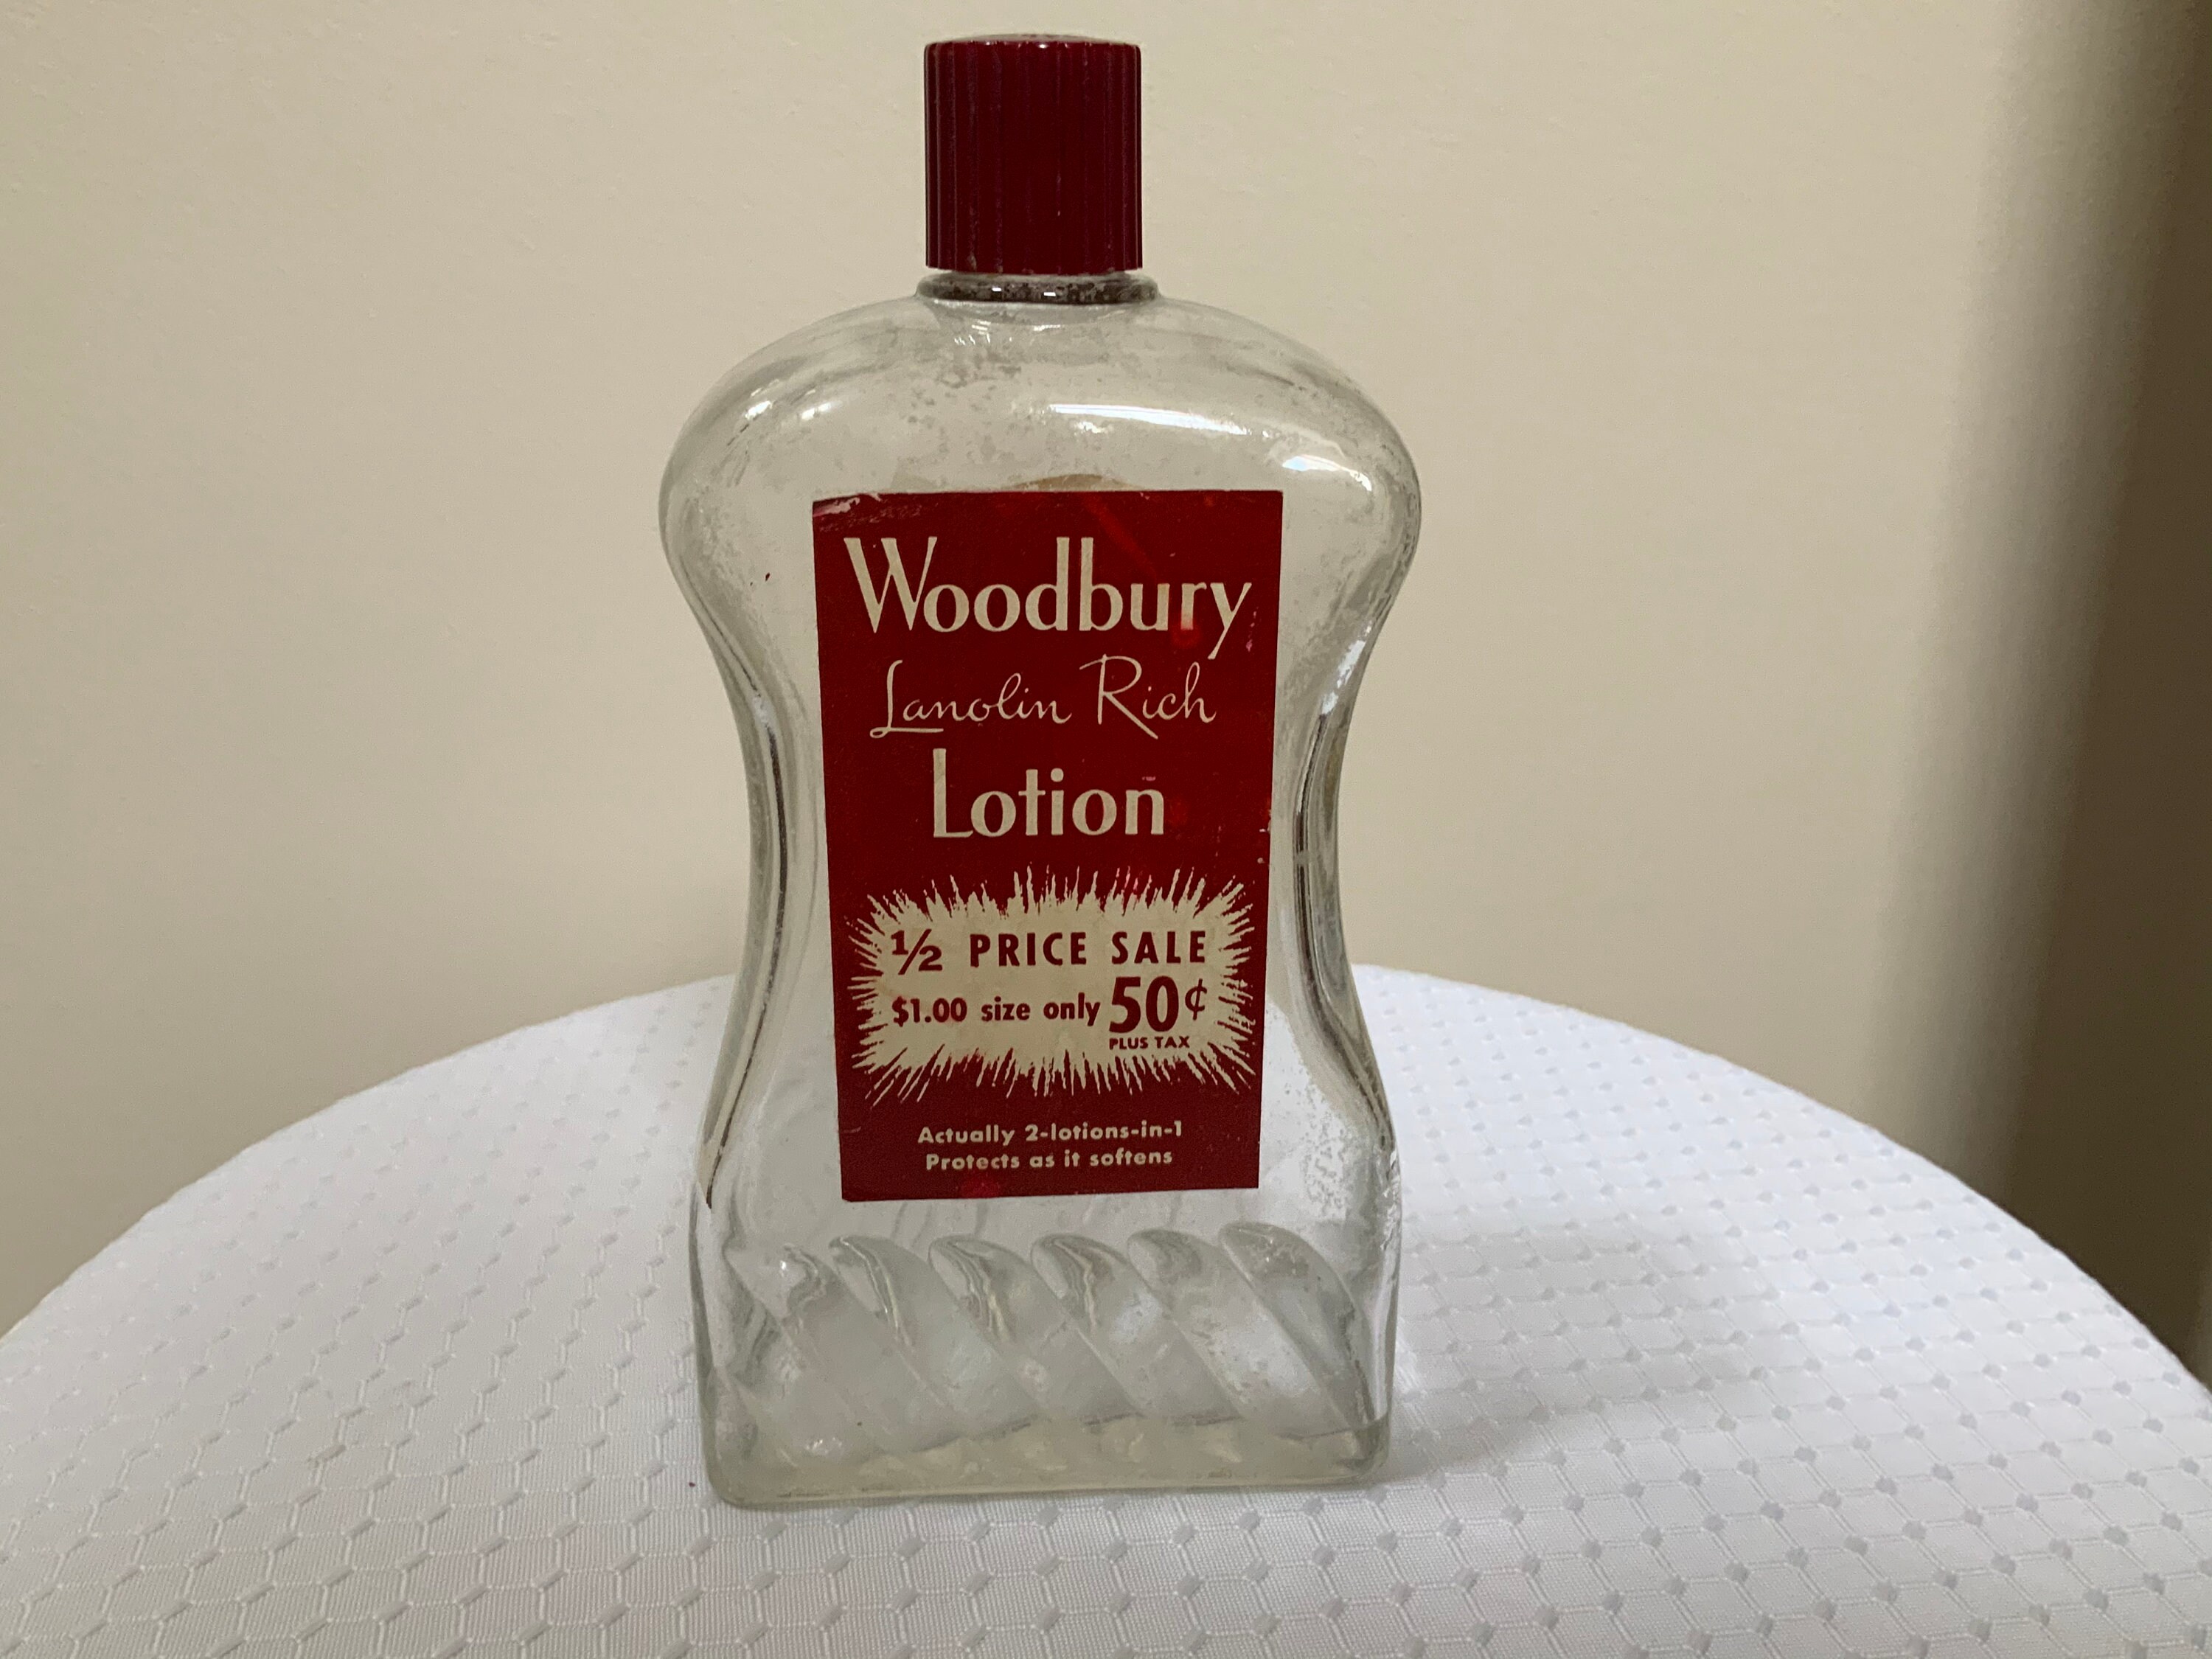 Woodbury
Lanolin Rich
Lotion
1/2 PRICE SALE
$1.00 size only 50¢
PLUS TAX
Actually 2-lotions-in-1
Protects as it softens